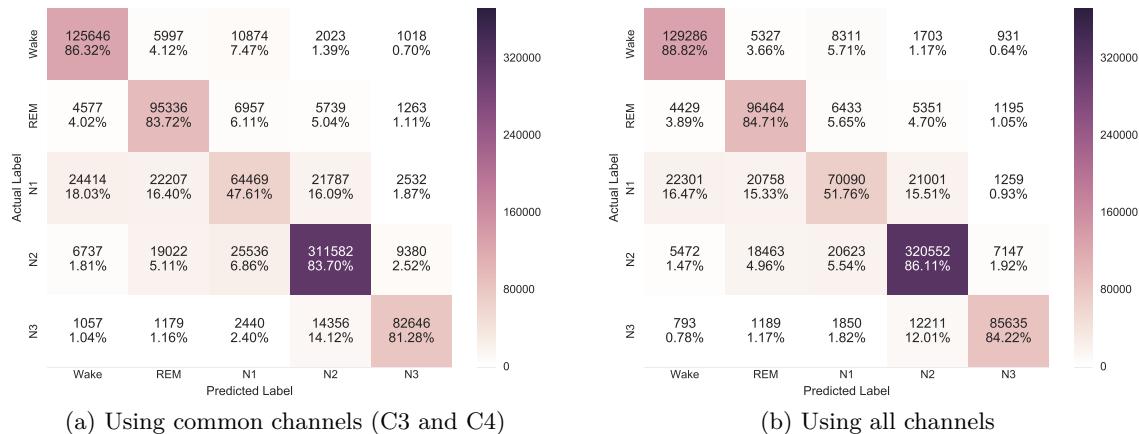 Actual Label
Wake
125646 5997 10874 2023 1018
86.32% 4.12% 7.47% 1.39% 0.70%
REM
4577 95336 6957 5739 1263
4.02% 83.72% 6.11% 5.04% 1.11%
N1
24414 22207 64469 21787 2532
18.03% 16.40% 47.61% 16.09% 1.87%
N2
6737 19022 25536 311582 9380
1.81% 5.11% 6.86% 83.70% 2.52%
N3
1057 1179 2440 14356 82646
1.04% 1.16% 2.40% 14.12% 81.28%
Wake REM N1 N2 N3
Predicted Label
320000
240000
160000
80000
0
(a) Using common channels (C3 and C4)
Actual Label
Wake
129286 5327 8311 1703 931
88.82% 3.66% 5.71% 1.17% 0.64%
REM
4429 96464 6433 5351 1195
3.89% 84.71% 5.65% 4.70% 1.05%
N1
22301 20758 70090 21001 1259
16.47% 15.33% 51.76% 15.51% 0.93%
N2
5472 18463 20623 320552 7147
1.47% 4.96% 5.54% 86.11% 1.92%
N3
793 1189 1850 12211 85635
0.78% 1.17% 1.82% 12.01% 84.22%
Wake REM N1 N2 N3
Predicted Label
320000
240000
160000
80000
0
(b) Using all channels